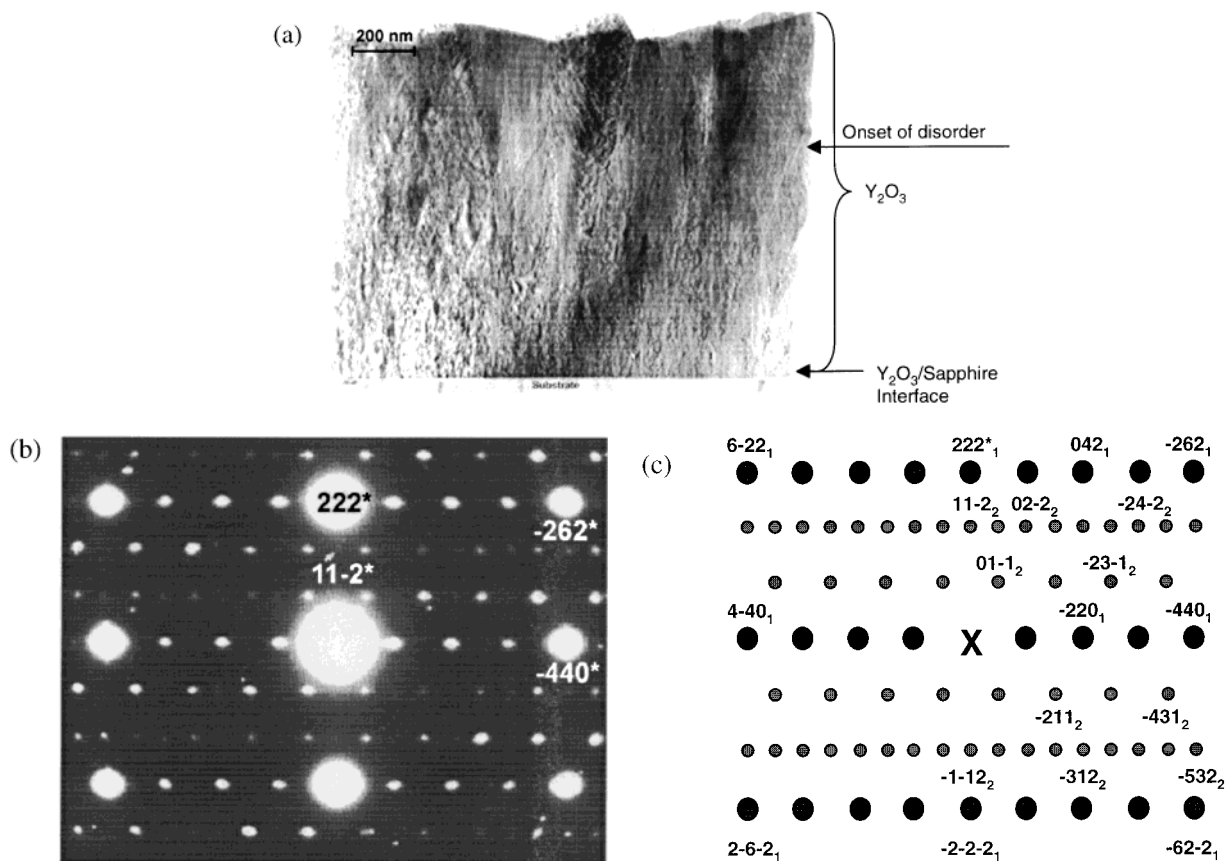 (a)
200 nm
Onset of disorder
Y₂O₃
Y₂O₃/Sapphire
Interface
Substrate
(b)
222*
-262*
11-2*
-440*
(c)
6-22₁ 222*₁ 042₁ -262₁
11-2₂ 02-2₂ -24-2₂
01-1₂ -23-1₂
4-40₁ X -220₁ -440₁
-211₂ -431₂
-1-12₂ -312₂ -532₂
2-6-2₁ -2-2-2₁ -62-2₁